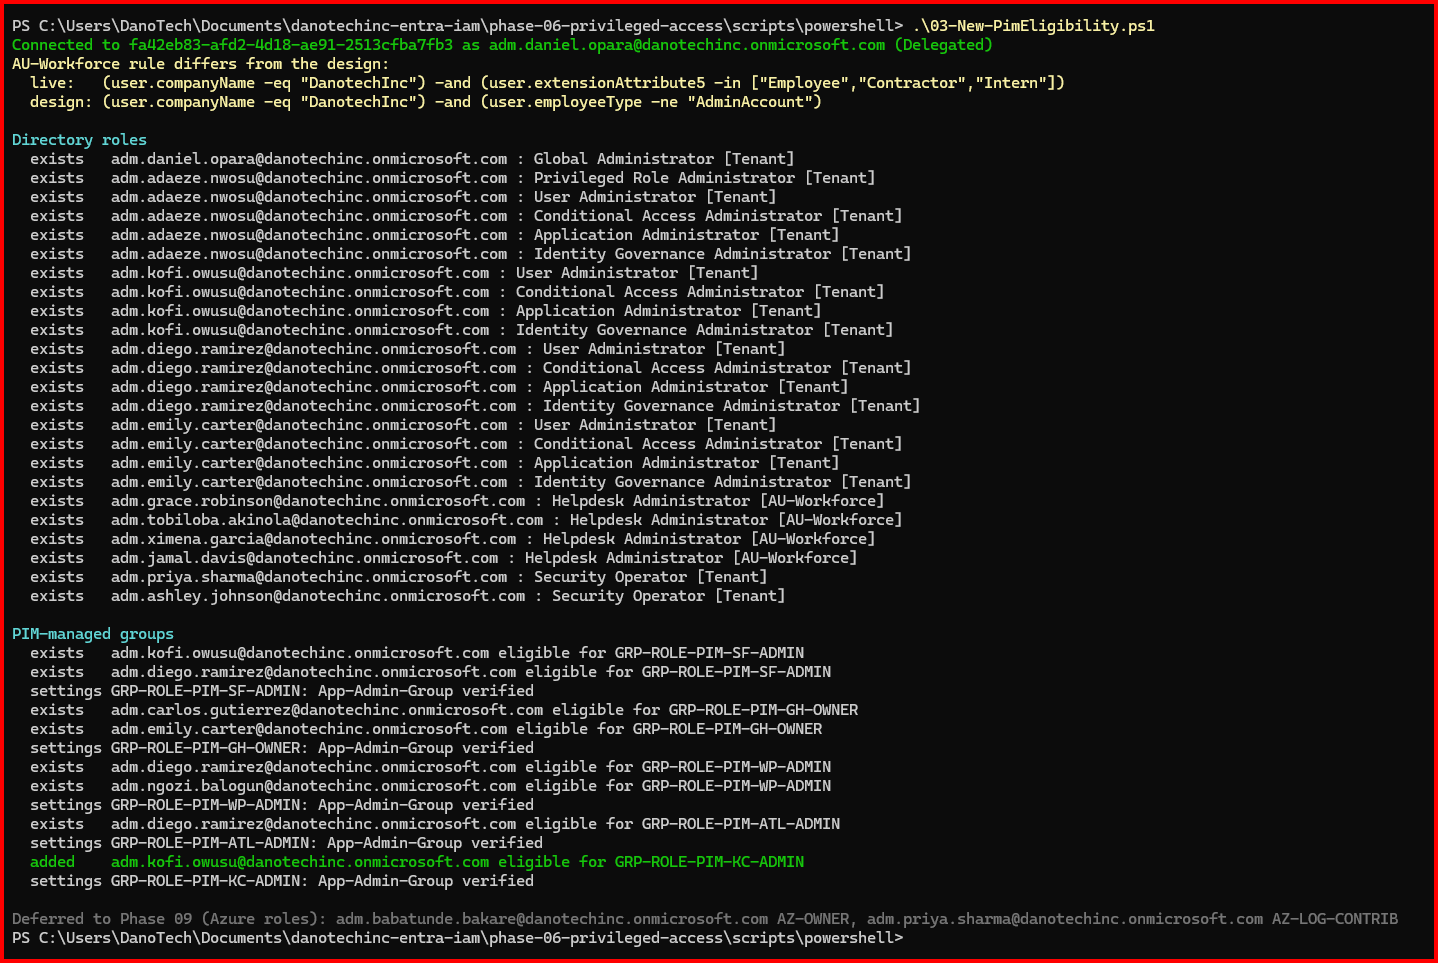 PS C:\Users\DanoTech\Documents\danotechinc-entra-iam\phase-06-privileged-access\scripts\powershell> .\03-New-PimEligibility.ps1
Connected to fa42eb83-afd2-4d18-ae91-2513cfba7fb3 as adm.daniel.opara@danotechinc.onmicrosoft.com (Delegated)
AU-Workforce rule differs from the design:
  live:   (user.companyName -eq "DanotechInc") -and (user.extensionAttribute5 -in ["Employee","Contractor","Intern"])
  design: (user.companyName -eq "DanotechInc") -and (user.employeeType -ne "AdminAccount")

Directory roles
  exists   adm.daniel.opara@danotechinc.onmicrosoft.com : Global Administrator [Tenant]
  exists   adm.adaeze.nwosu@danotechinc.onmicrosoft.com : Privileged Role Administrator [Tenant]
  exists   adm.adaeze.nwosu@danotechinc.onmicrosoft.com : User Administrator [Tenant]
  exists   adm.adaeze.nwosu@danotechinc.onmicrosoft.com : Conditional Access Administrator [Tenant]
  exists   adm.adaeze.nwosu@danotechinc.onmicrosoft.com : Application Administrator [Tenant]
  exists   adm.adaeze.nwosu@danotechinc.onmicrosoft.com : Identity Governance Administrator [Tenant]
  exists   adm.kofi.owusu@danotechinc.onmicrosoft.com : User Administrator [Tenant]
  exists   adm.kofi.owusu@danotechinc.onmicrosoft.com : Conditional Access Administrator [Tenant]
  exists   adm.kofi.owusu@danotechinc.onmicrosoft.com : Application Administrator [Tenant]
  exists   adm.kofi.owusu@danotechinc.onmicrosoft.com : Identity Governance Administrator [Tenant]
  exists   adm.diego.ramirez@danotechinc.onmicrosoft.com : User Administrator [Tenant]
  exists   adm.diego.ramirez@danotechinc.onmicrosoft.com : Conditional Access Administrator [Tenant]
  exists   adm.diego.ramirez@danotechinc.onmicrosoft.com : Application Administrator [Tenant]
  exists   adm.diego.ramirez@danotechinc.onmicrosoft.com : Identity Governance Administrator [Tenant]
  exists   adm.emily.carter@danotechinc.onmicrosoft.com : User Administrator [Tenant]
  exists   adm.emily.carter@danotechinc.onmicrosoft.com : Conditional Access Administrator [Tenant]
  exists   adm.emily.carter@danotechinc.onmicrosoft.com : Application Administrator [Tenant]
  exists   adm.emily.carter@danotechinc.onmicrosoft.com : Identity Governance Administrator [Tenant]
  exists   adm.grace.robinson@danotechinc.onmicrosoft.com : Helpdesk Administrator [AU-Workforce]
  exists   adm.tobiloba.akinola@danotechinc.onmicrosoft.com : Helpdesk Administrator [AU-Workforce]
  exists   adm.ximena.garcia@danotechinc.onmicrosoft.com : Helpdesk Administrator [AU-Workforce]
  exists   adm.jamal.davis@danotechinc.onmicrosoft.com : Helpdesk Administrator [AU-Workforce]
  exists   adm.priya.sharma@danotechinc.onmicrosoft.com : Security Operator [Tenant]
  exists   adm.ashley.johnson@danotechinc.onmicrosoft.com : Security Operator [Tenant]

PIM-managed groups
  exists   adm.kofi.owusu@danotechinc.onmicrosoft.com eligible for GRP-ROLE-PIM-SF-ADMIN
  exists   adm.diego.ramirez@danotechinc.onmicrosoft.com eligible for GRP-ROLE-PIM-SF-ADMIN
  settings GRP-ROLE-PIM-SF-ADMIN: App-Admin-Group verified
  exists   adm.carlos.gutierrez@danotechinc.onmicrosoft.com eligible for GRP-ROLE-PIM-GH-OWNER
  exists   adm.emily.carter@danotechinc.onmicrosoft.com eligible for GRP-ROLE-PIM-GH-OWNER
  settings GRP-ROLE-PIM-GH-OWNER: App-Admin-Group verified
  exists   adm.diego.ramirez@danotechinc.onmicrosoft.com eligible for GRP-ROLE-PIM-WP-ADMIN
  exists   adm.ngozi.balogun@danotechinc.onmicrosoft.com eligible for GRP-ROLE-PIM-WP-ADMIN
  settings GRP-ROLE-PIM-WP-ADMIN: App-Admin-Group verified
  exists   adm.diego.ramirez@danotechinc.onmicrosoft.com eligible for GRP-ROLE-PIM-ATL-ADMIN
  settings GRP-ROLE-PIM-ATL-ADMIN: App-Admin-Group verified
  added    adm.kofi.owusu@danotechinc.onmicrosoft.com eligible for GRP-ROLE-PIM-KC-ADMIN
  settings GRP-ROLE-PIM-KC-ADMIN: App-Admin-Group verified

Deferred to Phase 09 (Azure roles): adm.babatunde.bakare@danotechinc.onmicrosoft.com AZ-OWNER, adm.priya.sharma@danotechinc.onmicrosoft.com AZ-LOG-CONTRIB
PS C:\Users\DanoTech\Documents\danotechinc-entra-iam\phase-06-privileged-access\scripts\powershell>